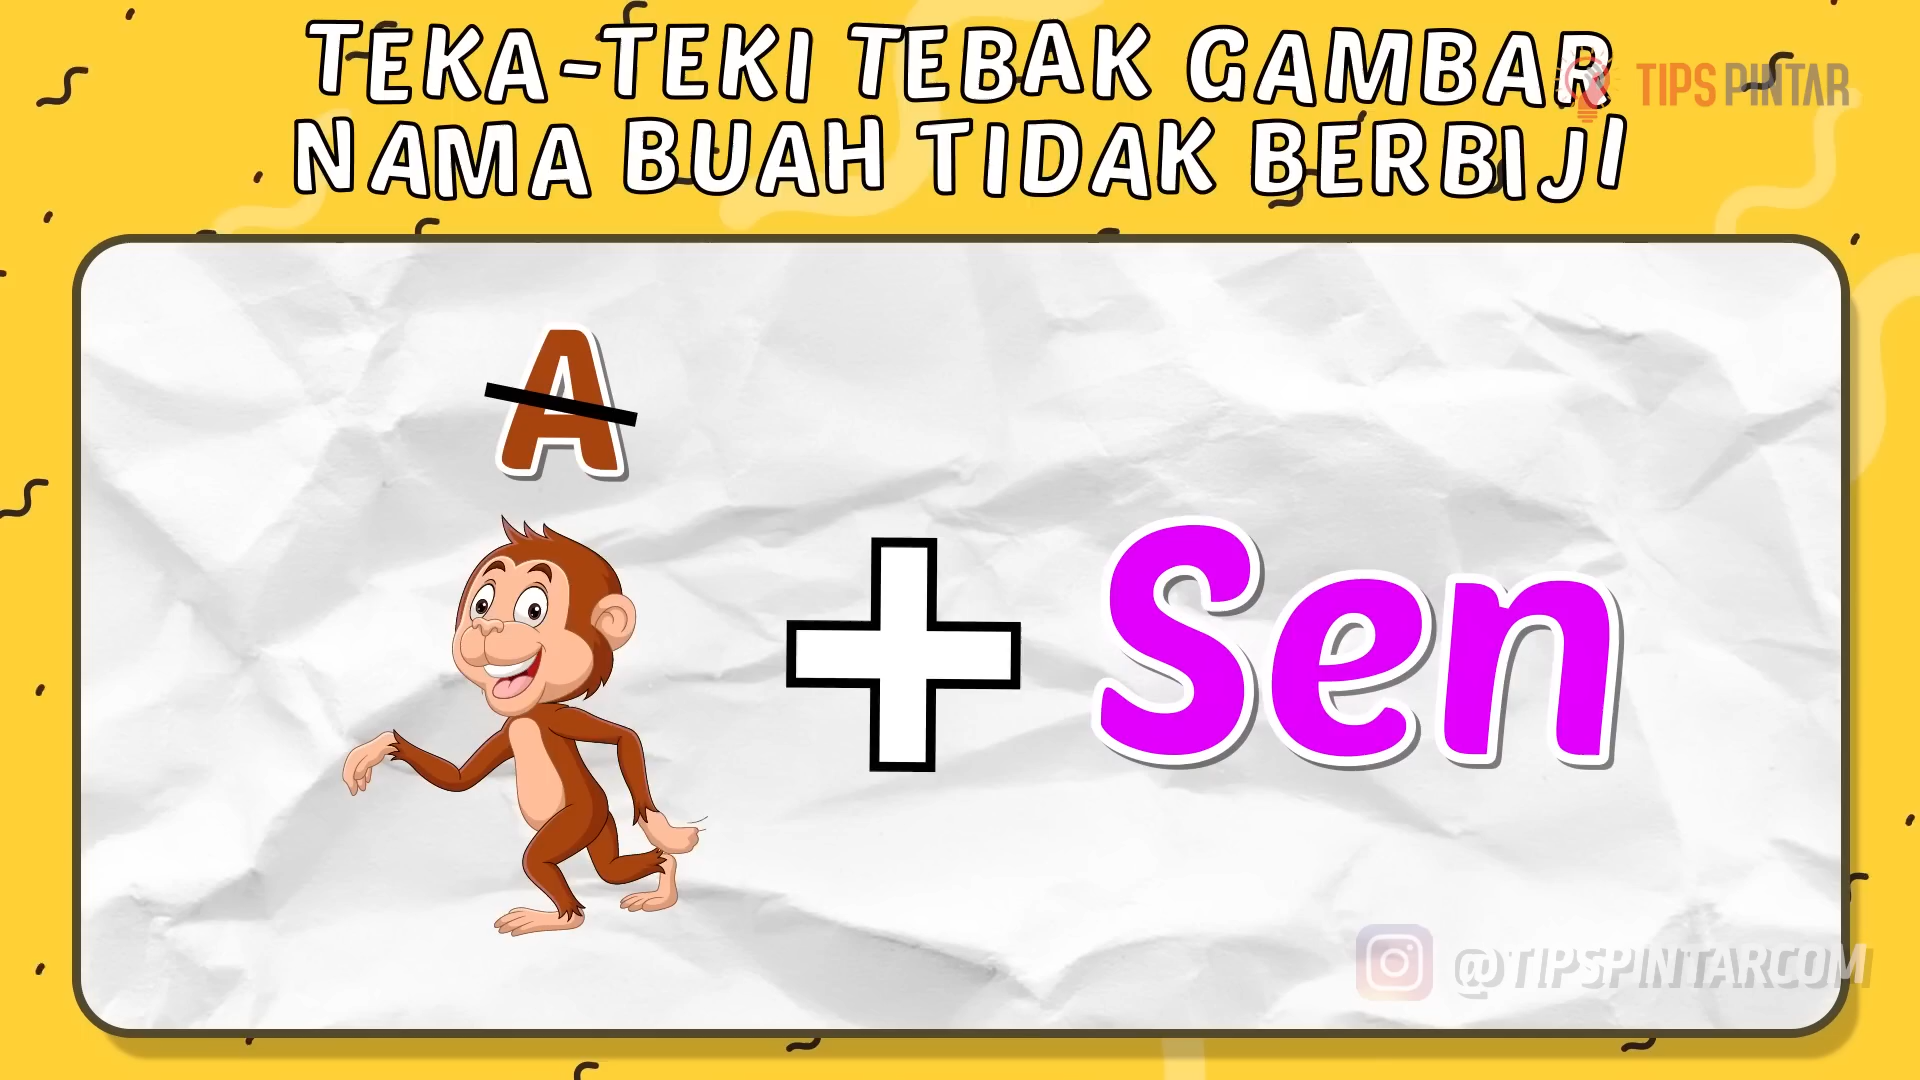 TEKA-TEKI TEBAK GAMBAR
TIPS PINTAR
NAMA BUAH TIDAK BERBIJI
A
Sen
@TIPSPINTARCOM